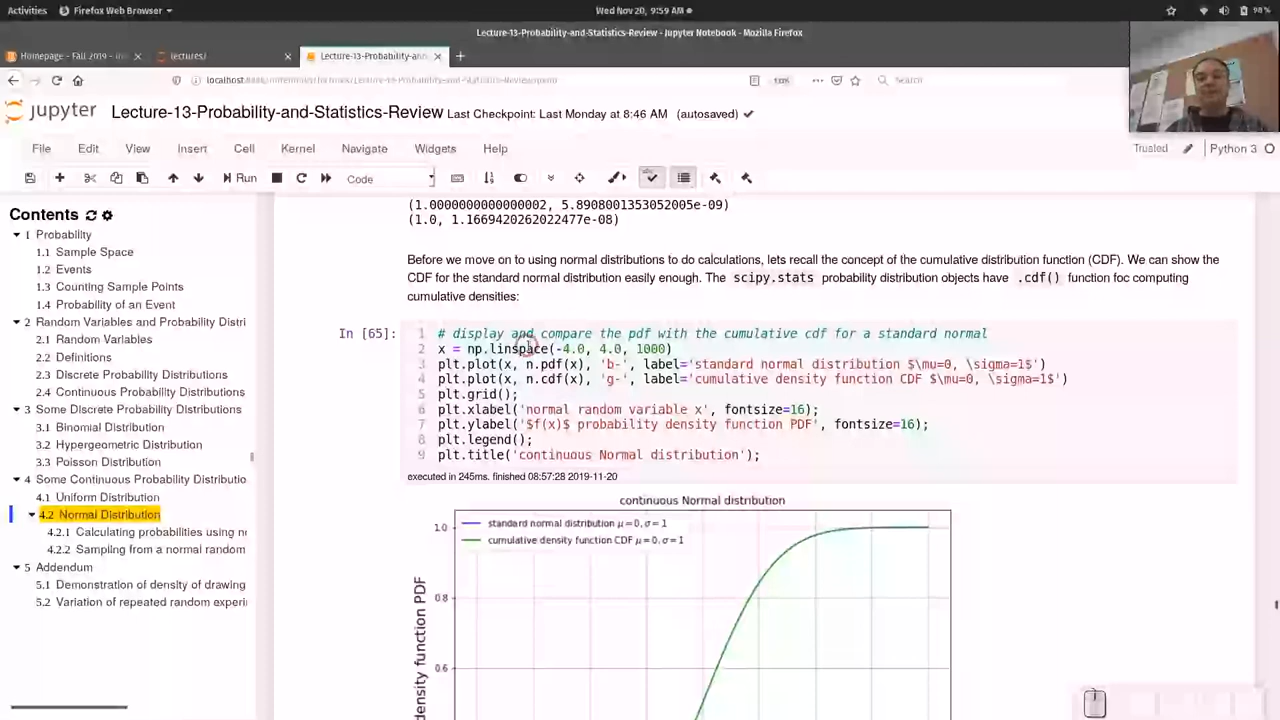 Activities Firefox Web Browser Wed Nov 20, 9:59 AM 98%
Lecture-13-Probability-and-Statistics-Review - Jupyter Notebook - Mozilla Firefox
Homepage - Fall 2019 lectures/ Lecture-13-Probability-and-
Search
jupyter Lecture-13-Probability-and-Statistics-Review Last Checkpoint: Last Monday at 8:46 AM (autosaved)
File Edit View Insert Cell Kernel Navigate Widgets Help Trusted Python 3
Run Code
Contents
1 Probability
1.1 Sample Space
1.2 Events
1.3 Counting Sample Points
1.4 Probability of an Event
2 Random Variables and Probability Distri
2.1 Random Variables
2.2 Definitions
2.3 Discrete Probability Distributions
2.4 Continuous Probability Distributions
3 Some Discrete Probability Distributions
3.1 Binomial Distribution
3.2 Hypergeometric Distribution
3.3 Poisson Distribution
4 Some Continuous Probability Distributio
4.1 Uniform Distribution
4.2 Normal Distribution
4.2.1 Calculating probabilities using n
4.2.2 Sampling from a normal random
5 Addendum
5.1 Demonstration of density of drawing
5.2 Variation of repeated random experi
(1.0000000000000002, 5.8908001353052005e-09)
(1.0, 1.1669420262022477e-08)
Before we move on to using normal distributions to do calculations, lets recall the concept of the cumulative distribution function (CDF). We can show the
CDF for the standard normal distribution easily enough. The scipy.stats probability distribution objects have .cdf() function foc computing
cumulative densities:
In [65]:
1 # display and compare the pdf with the cumulative cdf for a standard normal
2 x = np.linspace(-4.0, 4.0, 1000)
3 plt.plot(x, n.pdf(x), 'b-', label='standard normal distribution $\mu=0, \sigma=1$')
4 plt.plot(x, n.cdf(x), 'g-', label='cumulative density function CDF $\mu=0, \sigma=1$')
5 plt.grid();
6 plt.xlabel('normal random variable x', fontsize=16);
7 plt.ylabel('$f(x)$ probability density function PDF', fontsize=16);
8 plt.legend();
9 plt.title('continuous Normal distribution');
executed in 245ms, finished 08:57:28 2019-11-20
continuous Normal distribution
standard normal distribution μ=0, σ=1
cumulative density function CDF μ=0, σ=1
1.0
0.8
0.6
density function PDF